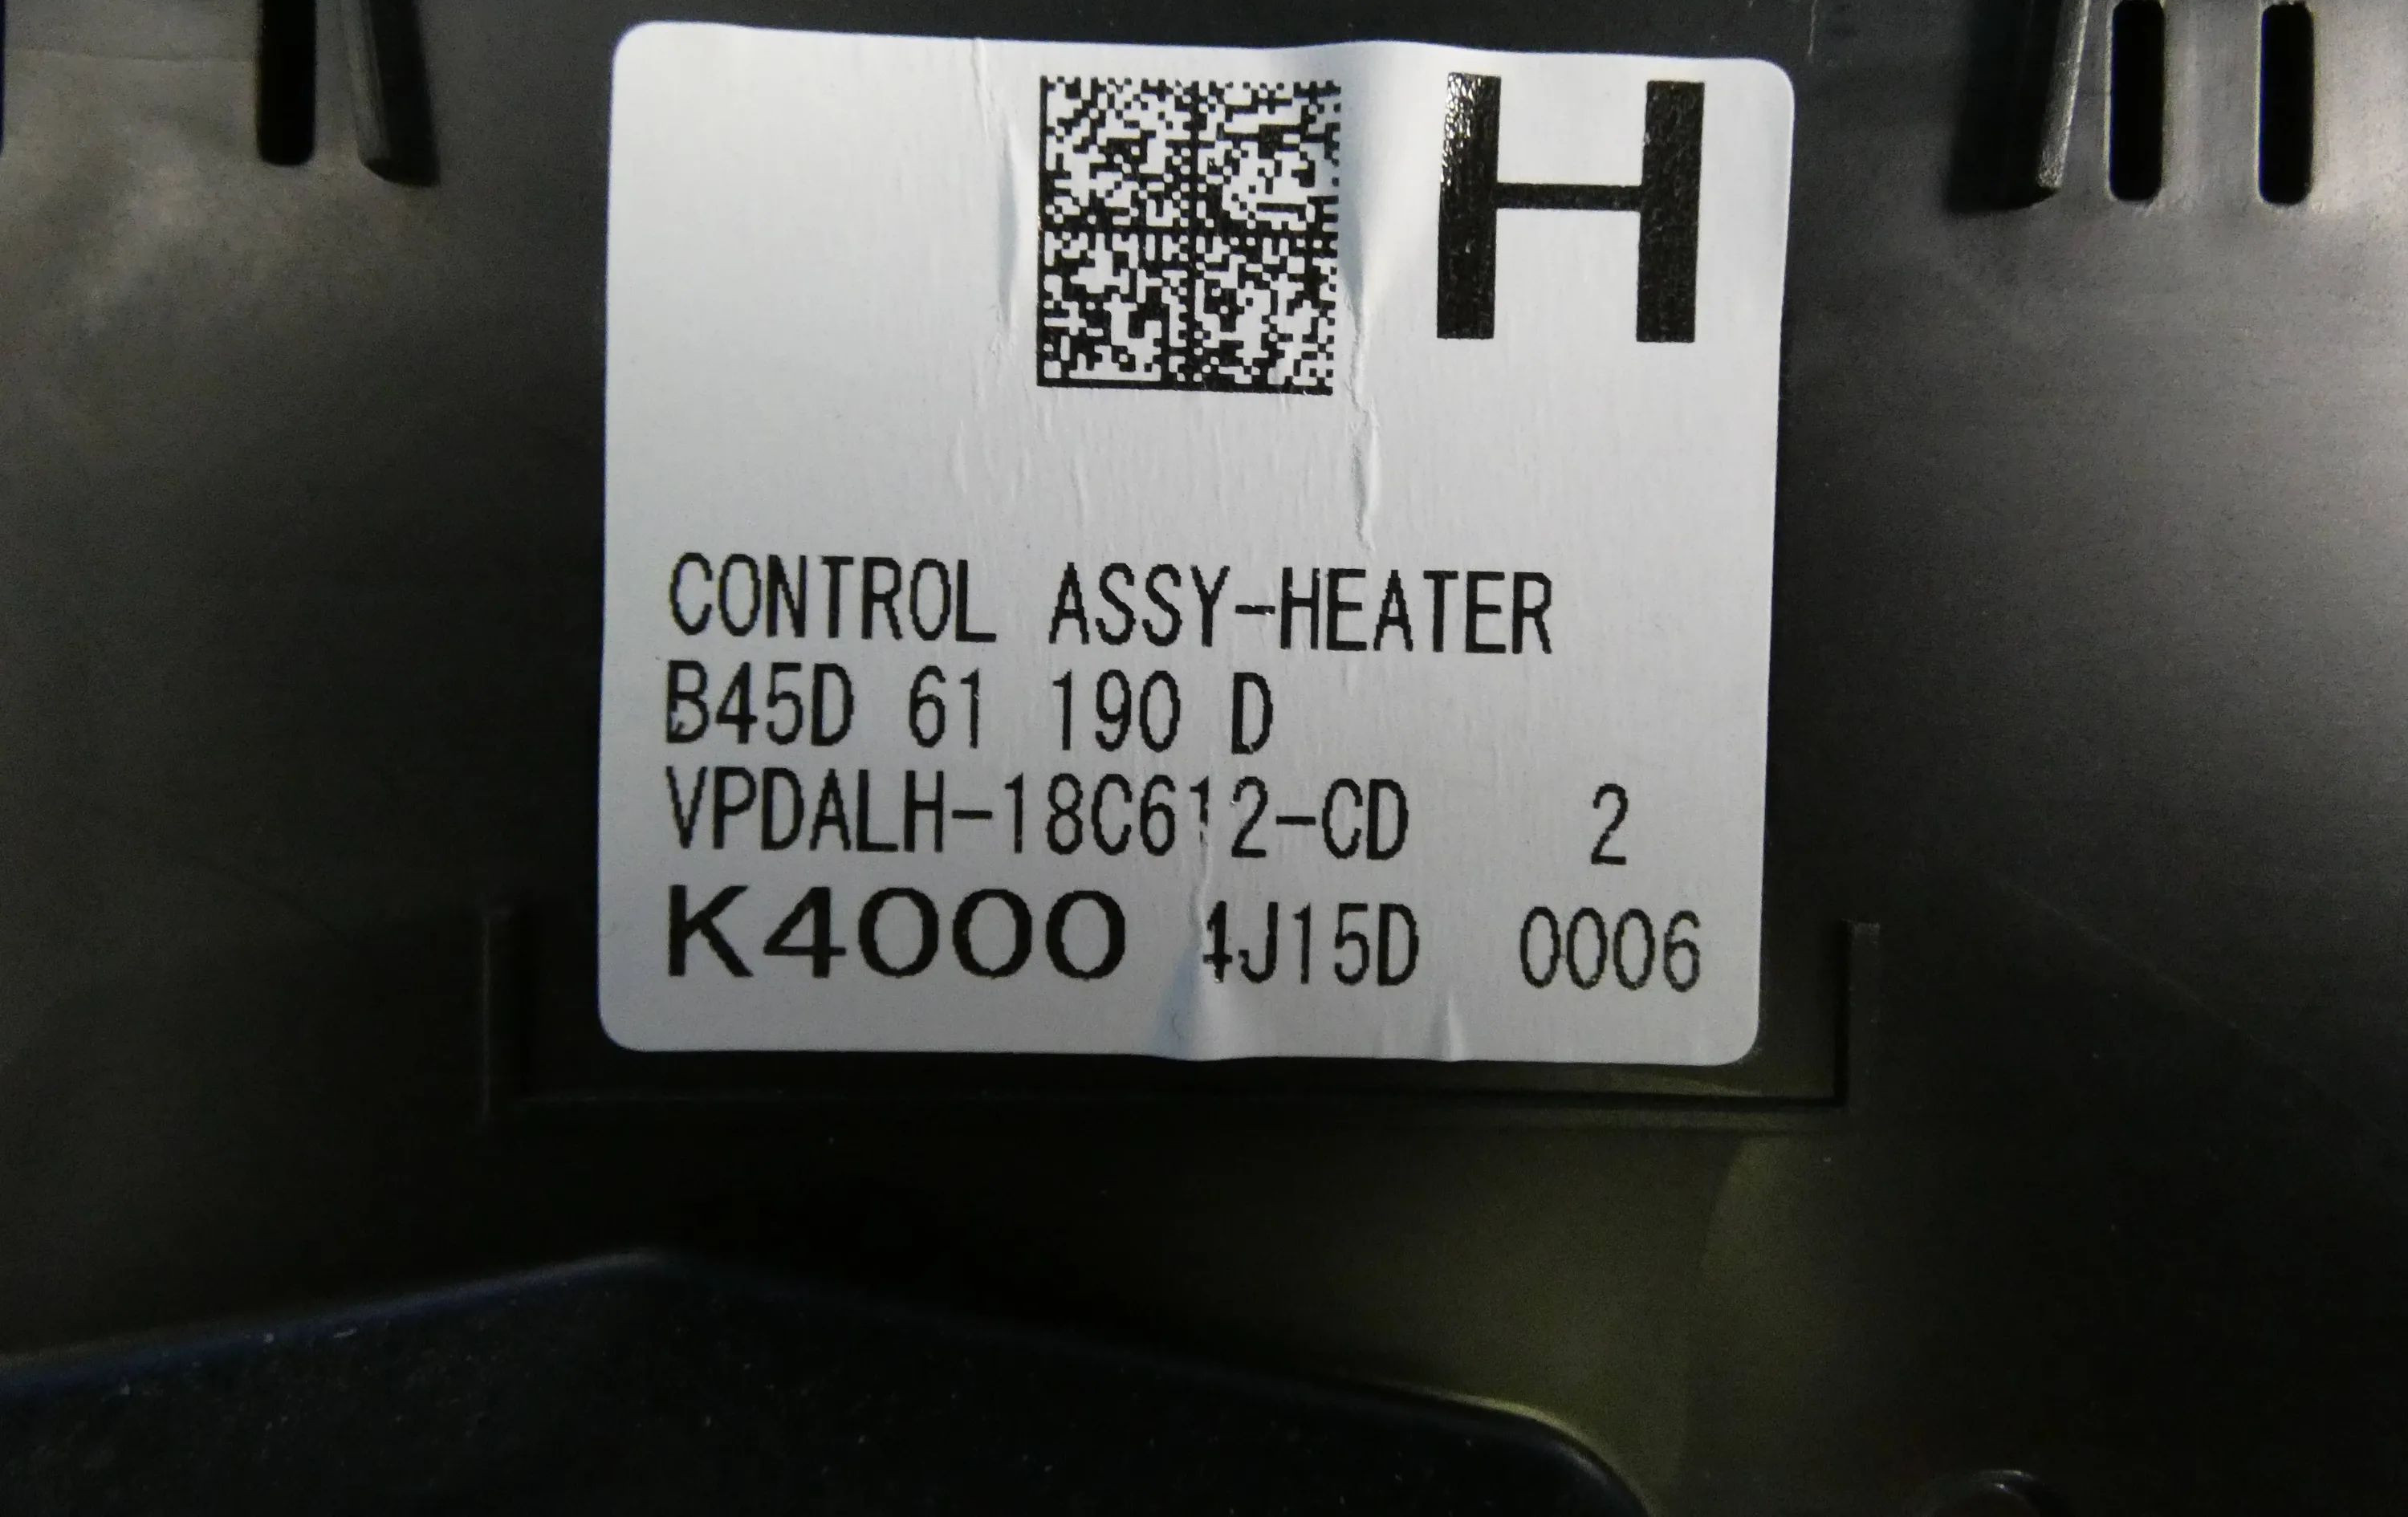 H
CONTROL ASSY-HEATER
B45D 61 190 D
VPDALH-18C612-CD 2
K4000 4J15D 0006